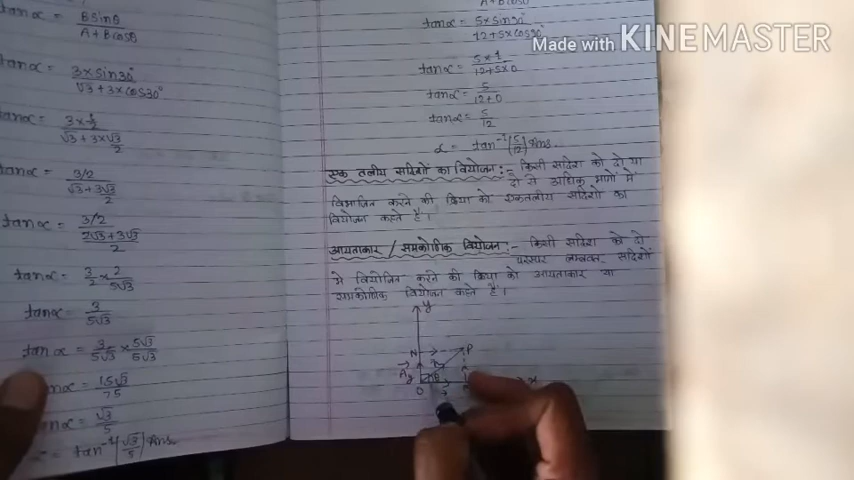 tanα = Bsinθ / A+Bcosθ
tanα = 3×sin30° / √3+3×cos30°
tanα = 3×1/2 / √3+3×√3/2
tanα = 3/2 / √3+3√3/2
tanα = 3/2 / 2√3+3√3/2
tanα = 3/2 × 2/5√3
tanα = 3/5√3
tanα = 3/5√3 × 5√3/5√3
tanα = 15√3/75
tanα = √3/5
= tan⁻¹(√3/5) Ans.
A+Bcosθ
tanα = 5×sin90° / 12+5×cos90°
tanα = 5×1 / 12+5×0
tanα = 5/12+0
tanα = 5/12
α = tan⁻¹(5/12) Ans.
एक तलीय सदिशों का वियोजन :- किसी सदिश को दो या
दो से अधिक भागो मे
विभाजित करने की क्रिया को एकतलीय सदिशो का
वियोजन कहते है।
आयताकार / समकोणिक वियोजन :- किसी सदिश को दो
परस्पर लम्बवत् सदिशों
मे वियोजित करने की क्रिया को आयताकार या
समकोणिक वियोजन कहते है।
y
N P
Ay
O x
Made with KINEMASTER